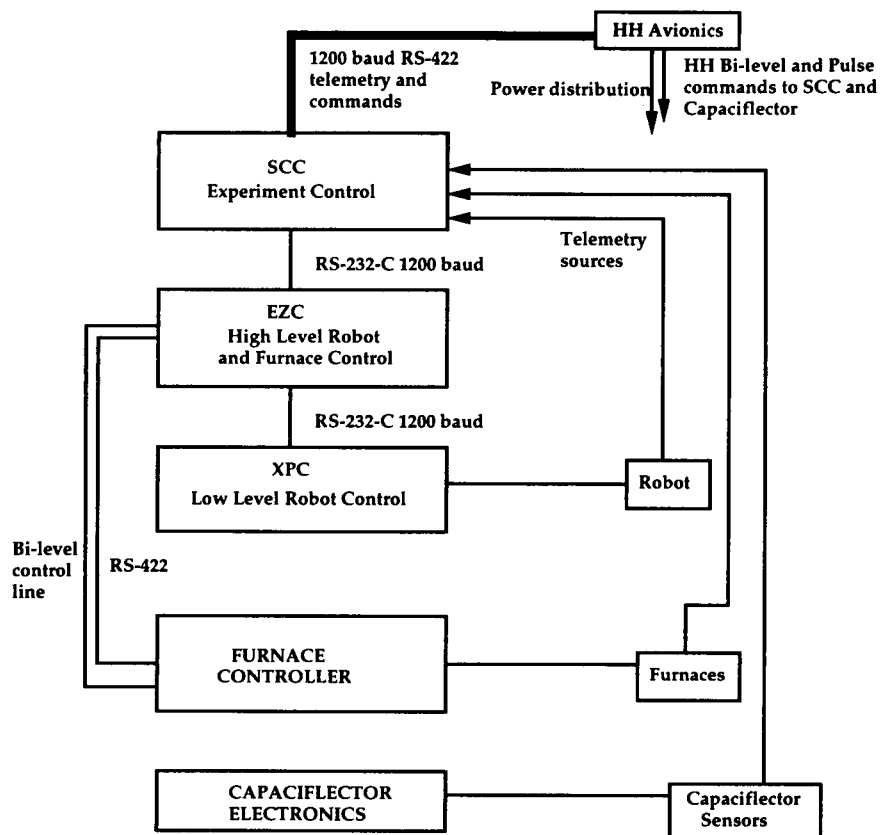 HH Avionics
1200 baud RS-422
telemetry and
commands
Power distribution
HH Bi-level and Pulse
commands to SCC and
Capaciflector
SCC
Experiment Control
Telemetry
sources
RS-232-C 1200 baud
EZC
High Level Robot
and Furnace Control
RS-232-C 1200 baud
XPC
Low Level Robot Control
Robot
Bi-level
control
line
RS-422
FURNACE
CONTROLLER
Furnaces
CAPACIFLECTOR
ELECTRONICS
Capaciflector
Sensors